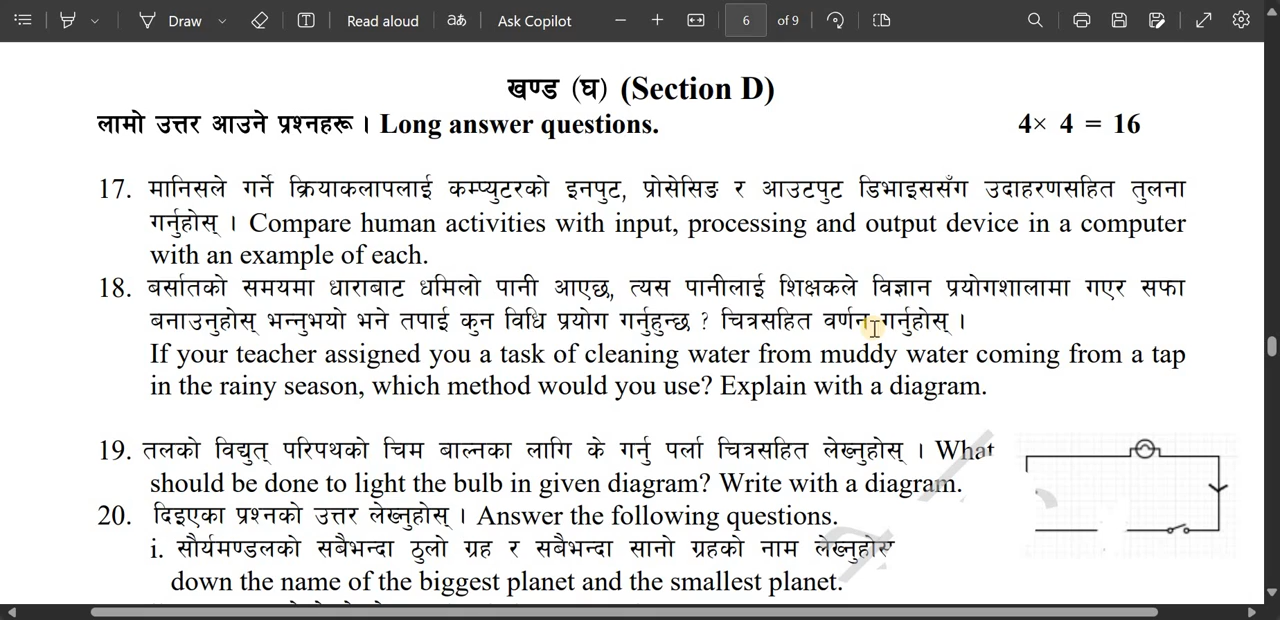 Draw
Read aloud
aあ
Ask Copilot
6
of 9
खण्ड (घ) (Section D)
लामो उत्तर आउने प्रश्नहरू । Long answer questions. 4× 4 = 16
17. मानिसले गर्ने क्रियाकलापलाई कम्प्युटरको इनपुट, प्रोसेसिङ र आउटपुट डिभाइससँग उदाहरणसहित तुलना
गर्नुहोस् । Compare human activities with input, processing and output device in a computer
with an example of each.
18. बर्सातको समयमा धाराबाट धमिलो पानी आएछ, त्यस पानीलाई शिक्षकले विज्ञान प्रयोगशालामा गएर सफा
बनाउनुहोस् भन्नुभयो भने तपाई कुन विधि प्रयोग गर्नुहुन्छ ? चित्रसहित वर्णन गर्नुहोस् ।
If your teacher assigned you a task of cleaning water from muddy water coming from a tap
in the rainy season, which method would you use? Explain with a diagram.
19. तलको विद्युत् परिपथको चिम बाल्नका लागि के गर्नु पर्ला चित्रसहित लेख्नुहोस् । What
should be done to light the bulb in given diagram? Write with a diagram.
20. दिइएका प्रश्नको उत्तर लेख्नुहोस् । Answer the following questions.
i. सौर्यमण्डलको सबैभन्दा ठुलो ग्रह र सबैभन्दा सानो ग्रहको नाम लेख्नुहोस्
down the name of the biggest planet and the smallest planet.